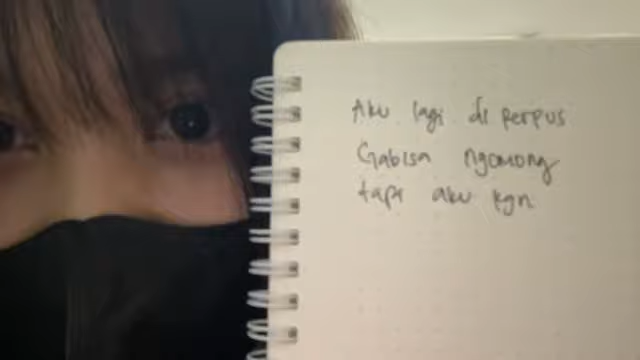 Aku lagi di perpus
Gabisa ngomong
tapi aku kgn